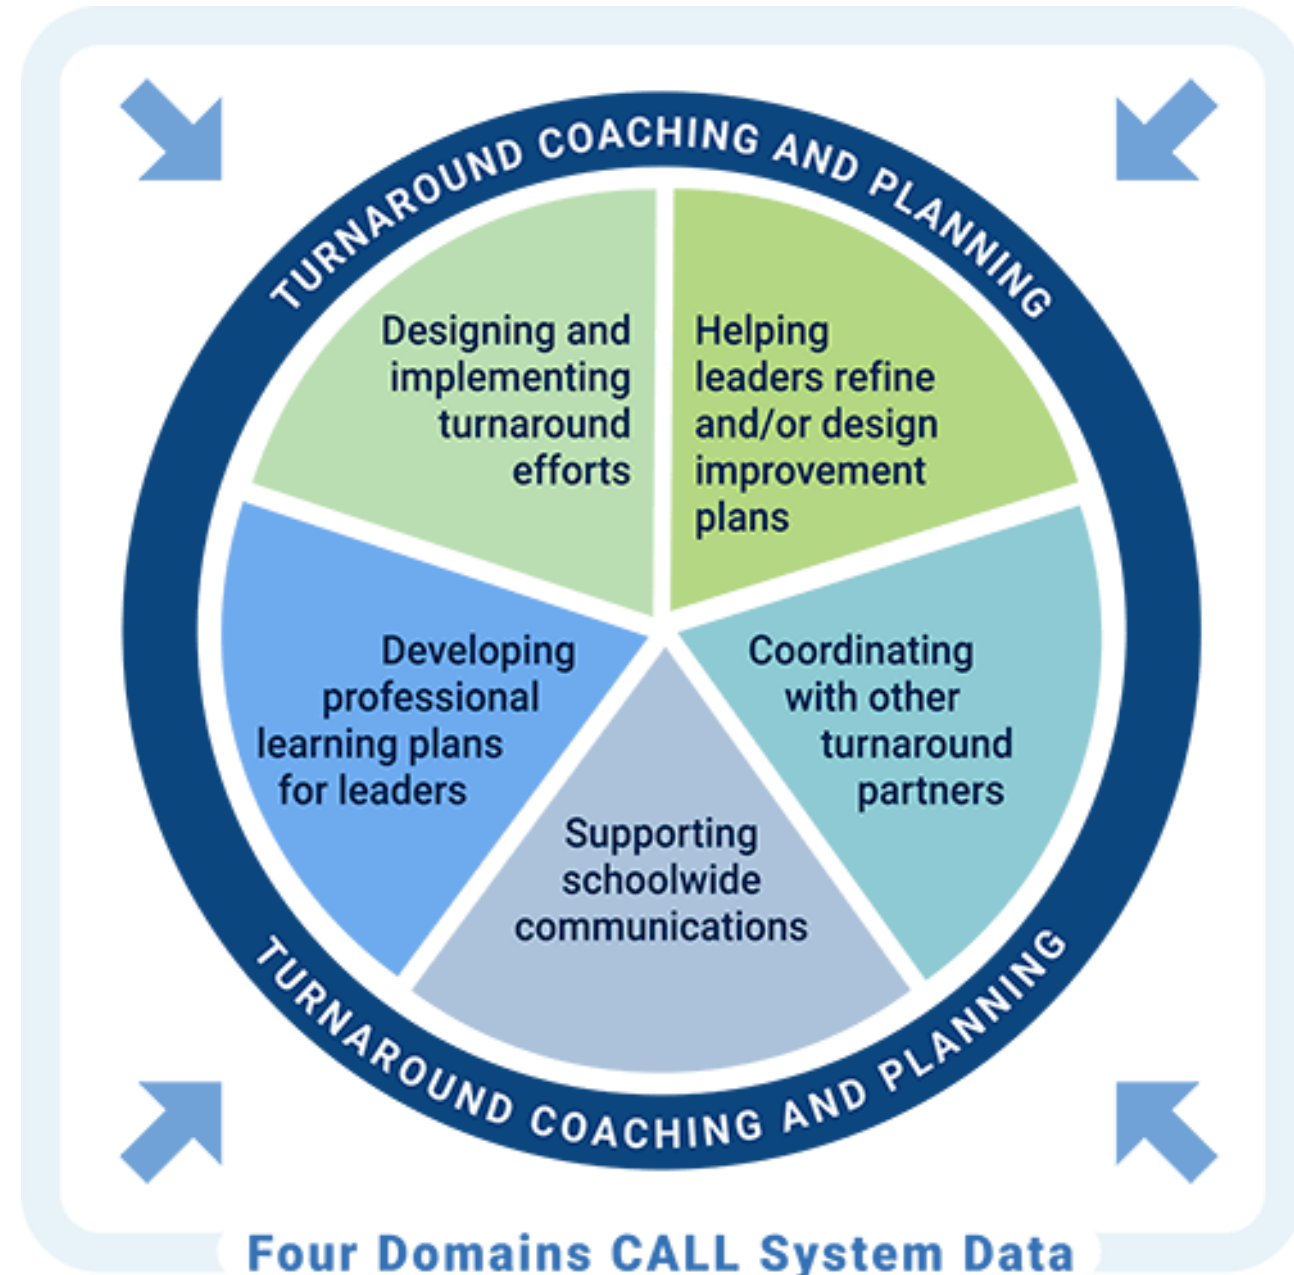 TURNAROUND COACHING AND PLANNING
Designing and
implementing
turnaround
efforts
Helping
leaders refine
and/or design
improvement
plans
Developing
professional
learning plans
for leaders
Coordinating
with other
turnaround
partners
Supporting
schoolwide
communications
TURNAROUND COACHING AND PLANNING
Four Domains CALL System Data